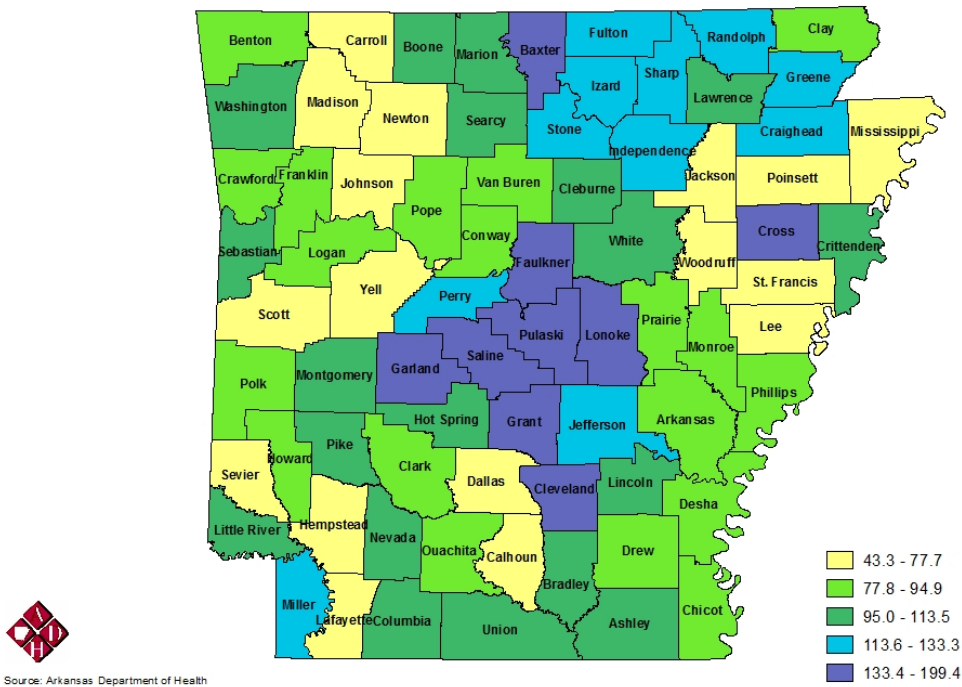 Benton
Carroll
Boone
Marion
Baxter
Fulton
Randolph
Clay
Sharp
Izard
Greene
Lawrence
Washington
Madison
Newton
Searcy
Stone
Independence
Craighead
Mississippi
Crawford
Franklin
Johnson
Pope
Van Buren
Cleburne
Jackson
Poinsett
Sebastian
Logan
Conway
Faulkner
White
Woodruff
Cross
Crittenden
St. Francis
Scott
Yell
Perry
Pulaski
Lonoke
Prairie
Monroe
Lee
Polk
Montgomery
Garland
Saline
Phillips
Hot Spring
Grant
Jefferson
Arkansas
Howard
Pike
Clark
Sevier
Dallas
Cleveland
Lincoln
Desha
Little River
Hempstead
Nevada
Ouachita
Calhoun
Drew
Bradley
Miller
Lafayette
Columbia
Union
Ashley
Chicot
43.3 - 77.7
77.8 - 94.9
95.0 - 113.5
113.6 - 133.3
133.4 - 199.4
A
D
H
Source: Arkansas Department of Health